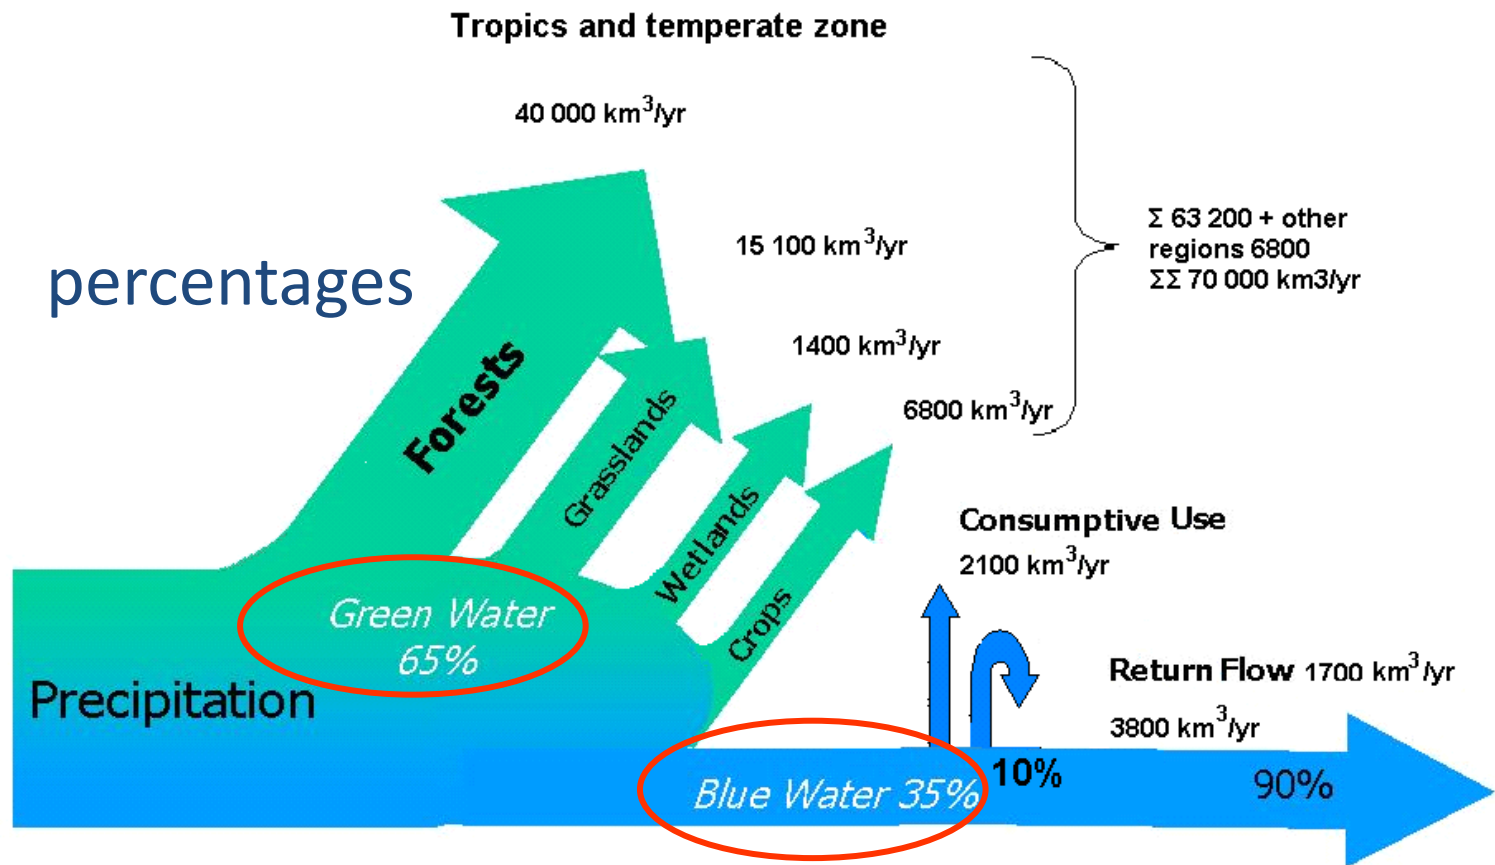 Tropics and temperate zone
40 000 km³/yr
15 100 km³/yr
Σ 63 200 + other
regions 6800
ΣΣ 70 000 km3/yr
percentages
1400 km³/yr
6800 km³/yr
Forests
Grasslands
Wetlands
Crops
Consumptive Use
2100 km³/yr
Green Water
65%
Precipitation
Return Flow 1700 km³/yr
3800 km³/yr
Blue Water 35%
10%
90%